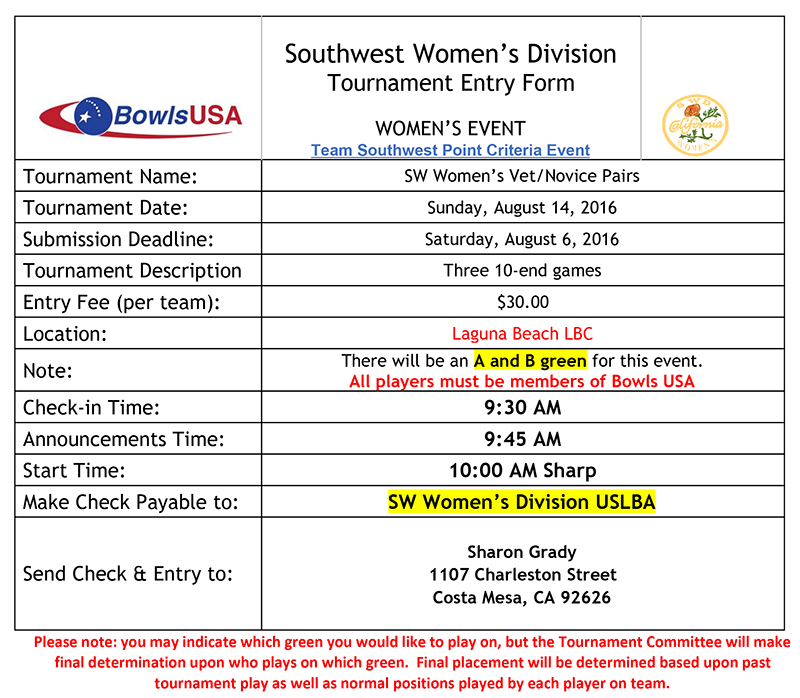 Southwest Women's Division
Tournament Entry Form
BowlsUSA
WOMEN'S EVENT
Team Southwest Point Criteria Event
SWD
California
WOMEN'S
Tournament Name: SW Women's Vet/Novice Pairs
Tournament Date: Sunday, August 14, 2016
Submission Deadline: Saturday, August 6, 2016
Tournament Description Three 10-end games
Entry Fee (per team): $30.00
Location: Laguna Beach LBC
Note: There will be an A and B green for this event.
All players must be members of Bowls USA
Check-in Time: 9:30 AM
Announcements Time: 9:45 AM
Start Time: 10:00 AM Sharp
Make Check Payable to: SW Women's Division USLBA
Send Check & Entry to: Sharon Grady
1107 Charleston Street
Costa Mesa, CA 92626
Please note: you may indicate which green you would like to play on, but the Tournament Committee will make
final determination upon who plays on which green.  Final placement will be determined based upon past
tournament play as well as normal positions played by each player on team.